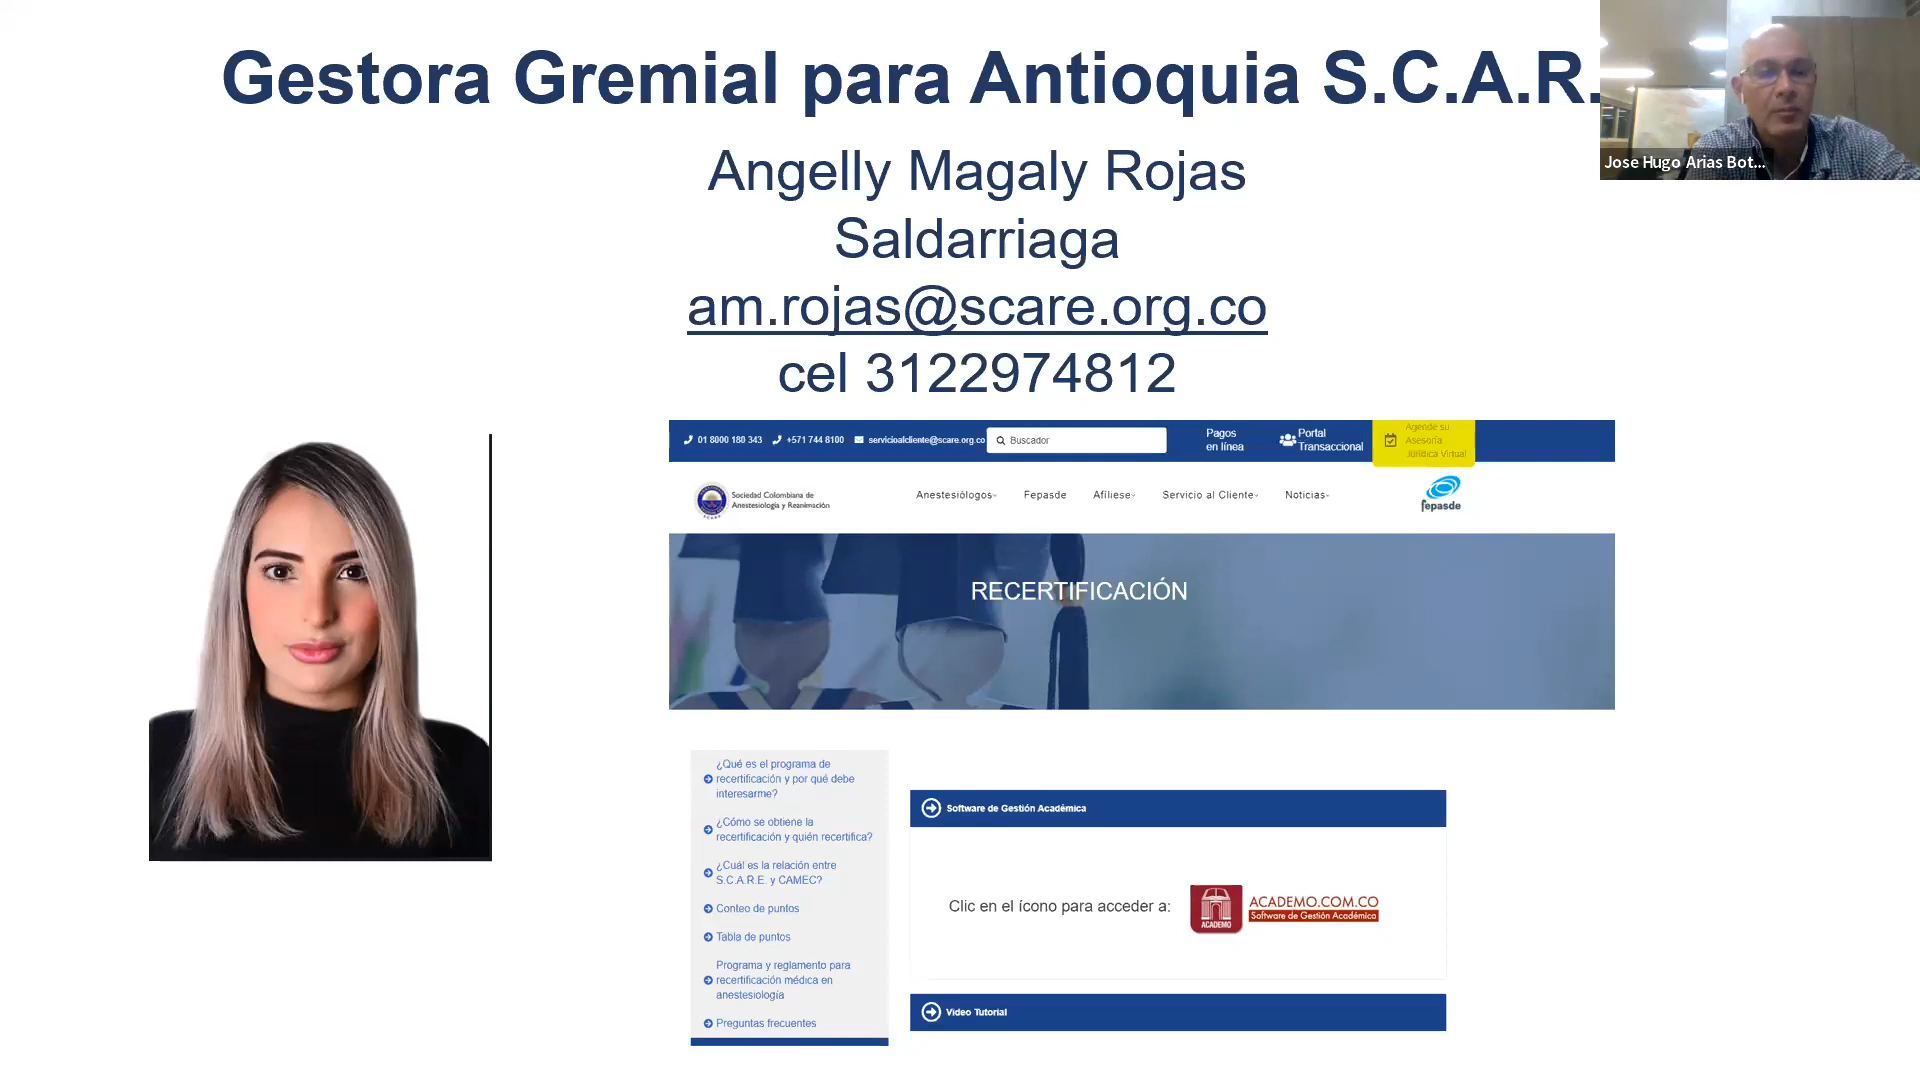 Gestora Gremial para Antioquia S.C.A.R.
Jose Hugo Arias Bot...
Angelly Magaly Rojas
Saldarriaga
am.rojas@scare.org.co
cel 3122974812
01 8000 180 343
+571 744 8100
servicioalcliente@scare.org.co
Buscador
Pagos
en línea
Portal
Transaccional
Agende su
Asesoría
Jurídica Virtual
Sociedad Colombiana de
Anestesiología y Reanimación
Anestesiólogos
Fepasde
Afíliese
Servicio al Cliente
Noticias
fepasde
RECERTIFICACIÓN
¿Qué es el programa de
recertificación y por qué debe
interesarme?
¿Cómo se obtiene la
recertificación y quién recertifica?
¿Cuál es la relación entre
S.C.A.R.E. y CAMEC?
Conteo de puntos
Tabla de puntos
Programa y reglamento para
recertificación médica en
anestesiología
Preguntas frecuentes
Software de Gestión Académica
Clic en el ícono para acceder a:
ACADEMO
ACADEMO.COM.CO
Software de Gestión Académica
Video Tutorial